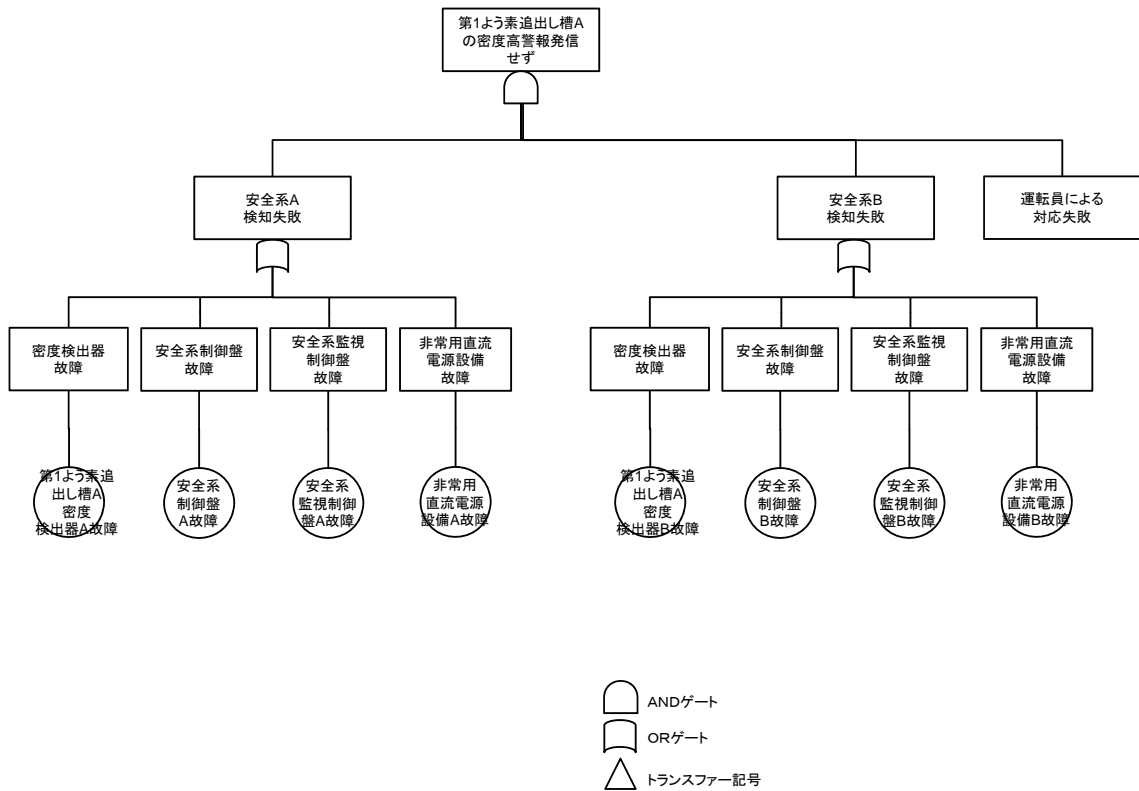 第1よう素追出し槽A
の密度高警報発信
せず
安全系A
検知失敗
安全系B
検知失敗
運転員による
対応失敗
密度検出器
故障
安全系制御盤
故障
安全系監視
制御盤
故障
非常用直流
電源設備
故障
密度検出器
故障
安全系制御盤
故障
安全系監視
制御盤
故障
非常用直流
電源設備
故障
第1よう素追
出し槽A
密度
検出器A故障
安全系
制御盤
A故障
安全系
監視制御
盤A故障
非常用
直流電源
設備A故障
第1よう素追
出し槽A
密度
検出器B故障
安全系
制御盤
B故障
安全系
監視制御
盤B故障
非常用
直流電源
設備B故障
ANDゲート
ORゲート
トランスファー記号